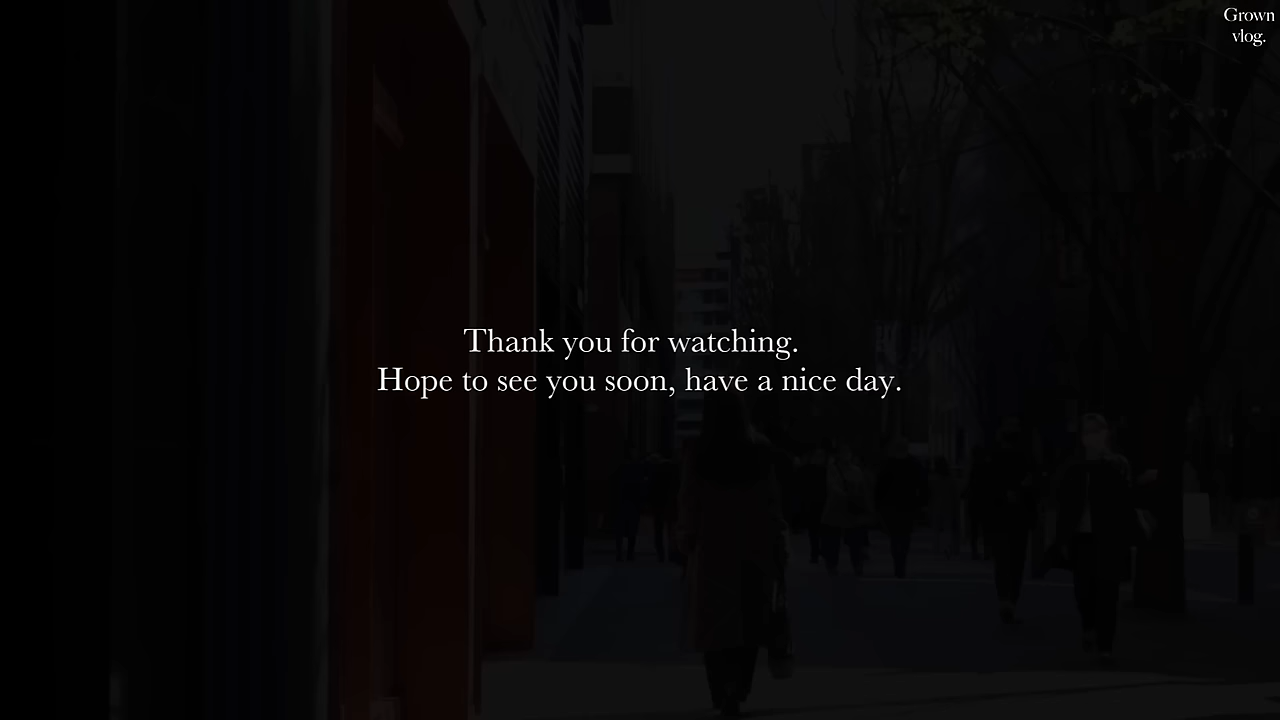 Grown
vlog.
Thank you for watching.
Hope to see you soon, have a nice day.